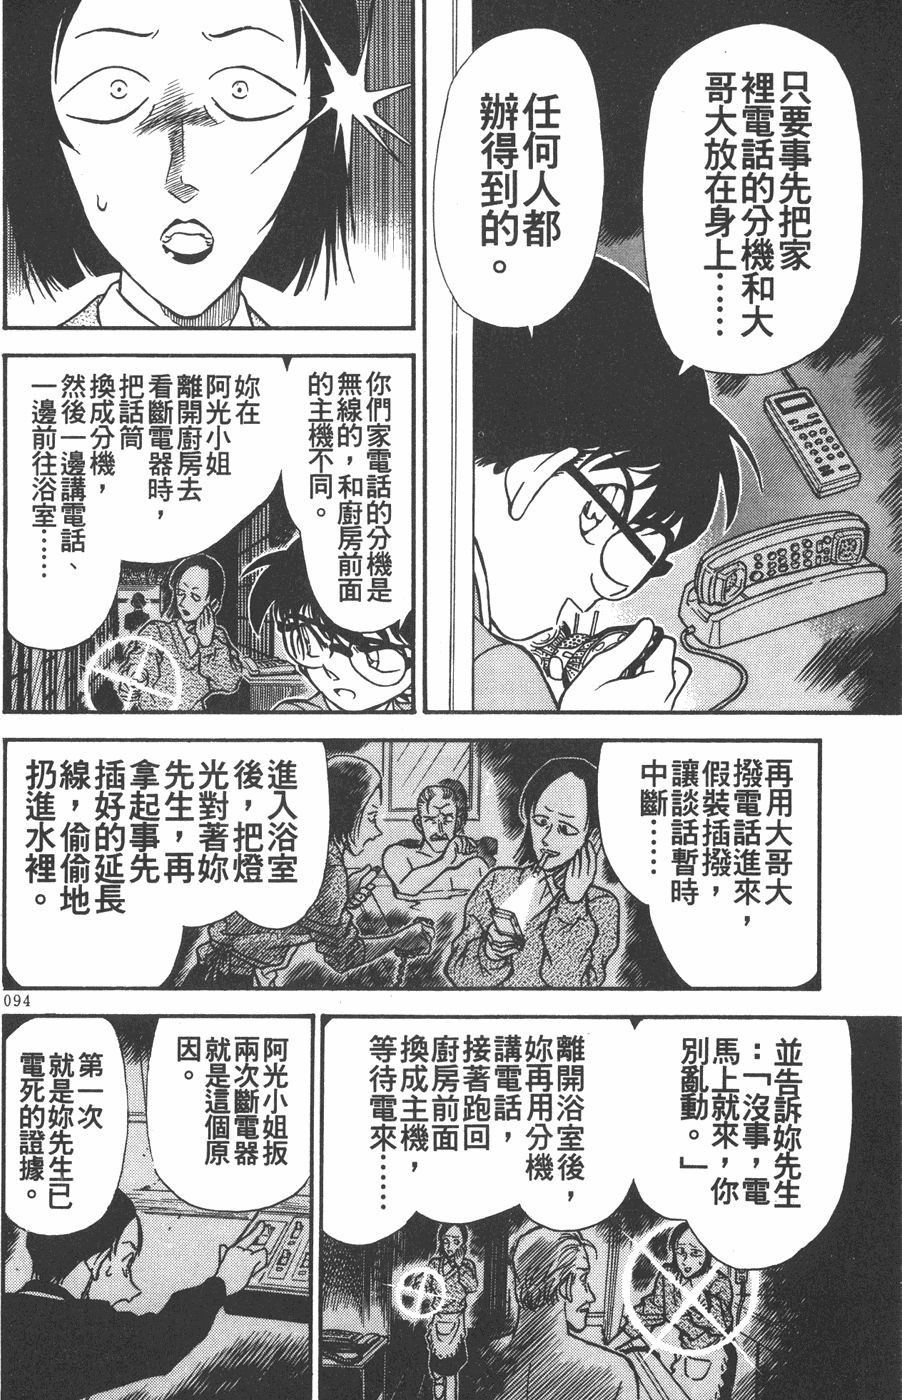 只要事先把家
裡電話的分機和大
哥大放在身上……
任何人都
辦得到的。
你們家電話的分機是
無線的，和廚房前面
的主機不同。
妳在
阿光小姐
離開廚房去
看斷電器時，
把話筒
換成分機，
然後一邊講電話、
一邊前往浴室……
再用大哥大
撥電話進來，
假裝插撥，
讓談話暫時
中斷……
進入浴室
後，把燈
光對著妳
先生，再
拿起事先
插好的延長
線，偷偷地
扔進水裡。
並告訴妳先生
：「沒事，電
馬上就來，你
別亂動。」
離開浴室後，
妳再用分機
講電話，
接著跑回
廚房前面
換成主機，
等待電來……
阿光小姐扳
兩次斷電器
就是這個原
因。
第一次
就是妳先生已
電死的證據。
094